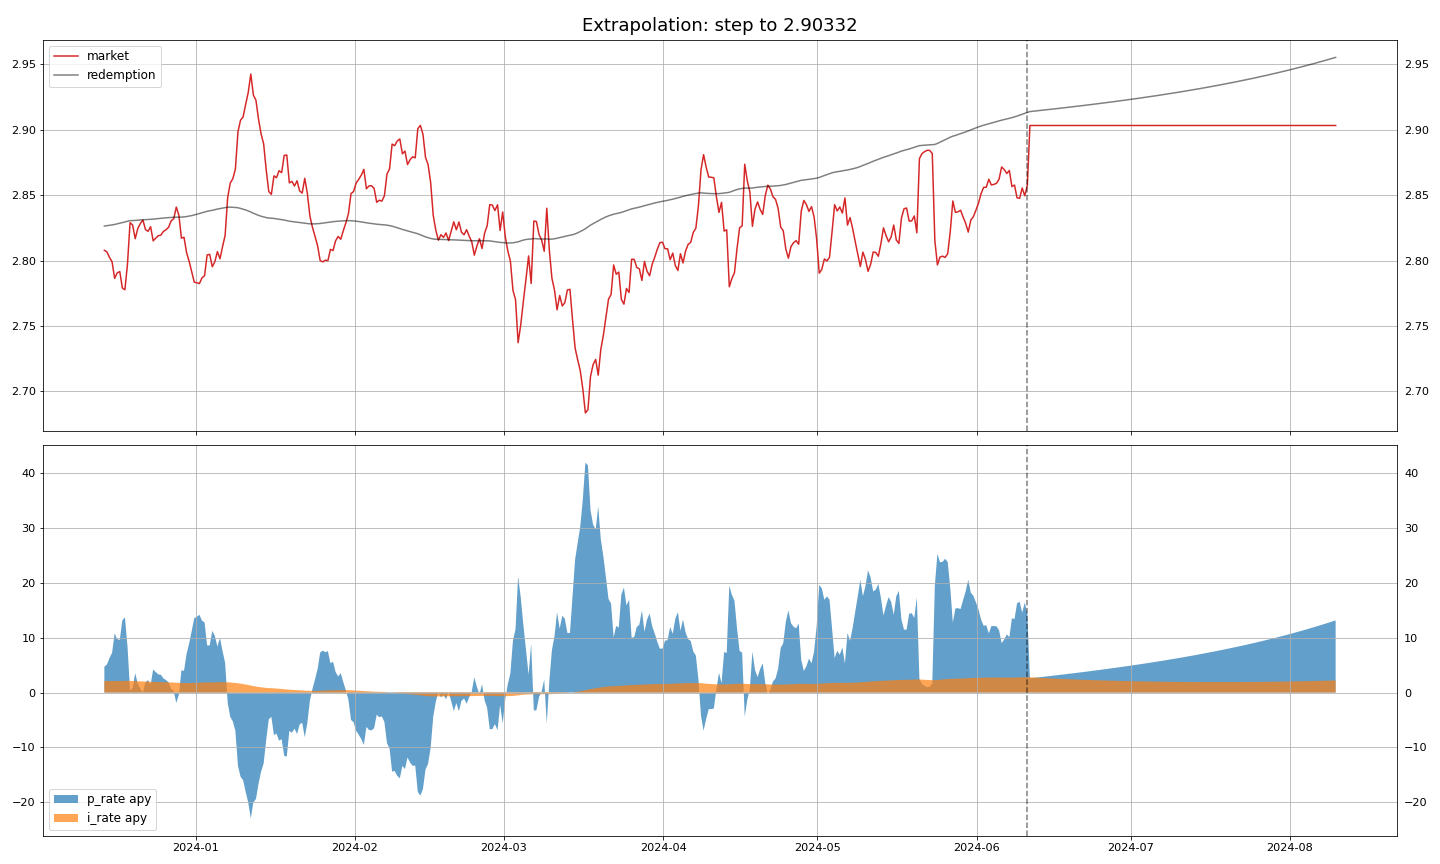 Extrapolation: step to 2.90332
market
redemption
2.95 2.95
2.90 2.90
2.85 2.85
2.80 2.80
2.75 2.75
2.70 2.70
40 40
30 30
20 20
10 10
0 0
−10 −10
−20 −20
p_rate apy
i_rate apy
2024-01 2024-02 2024-03 2024-04 2024-05 2024-06 2024-07 2024-08